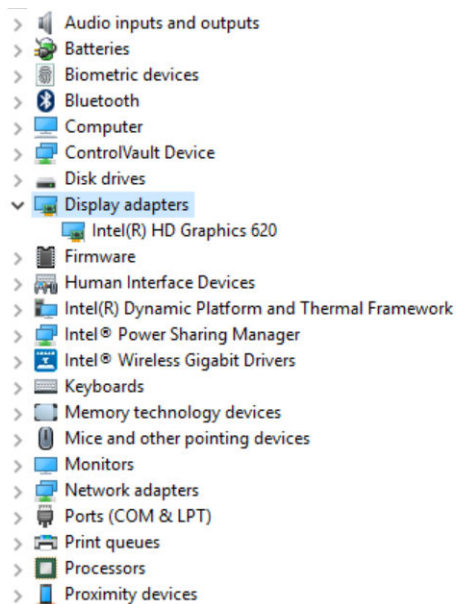 Audio inputs and outputs
Batteries
Biometric devices
Bluetooth
Computer
ControlVault Device
Disk drives
Display adapters
Intel(R) HD Graphics 620
Firmware
Human Interface Devices
Intel(R) Dynamic Platform and Thermal Framework
Intel® Power Sharing Manager
Intel® Wireless Gigabit Drivers
Keyboards
Memory technology devices
Mice and other pointing devices
Monitors
Network adapters
Ports (COM & LPT)
Print queues
Processors
Proximity devices